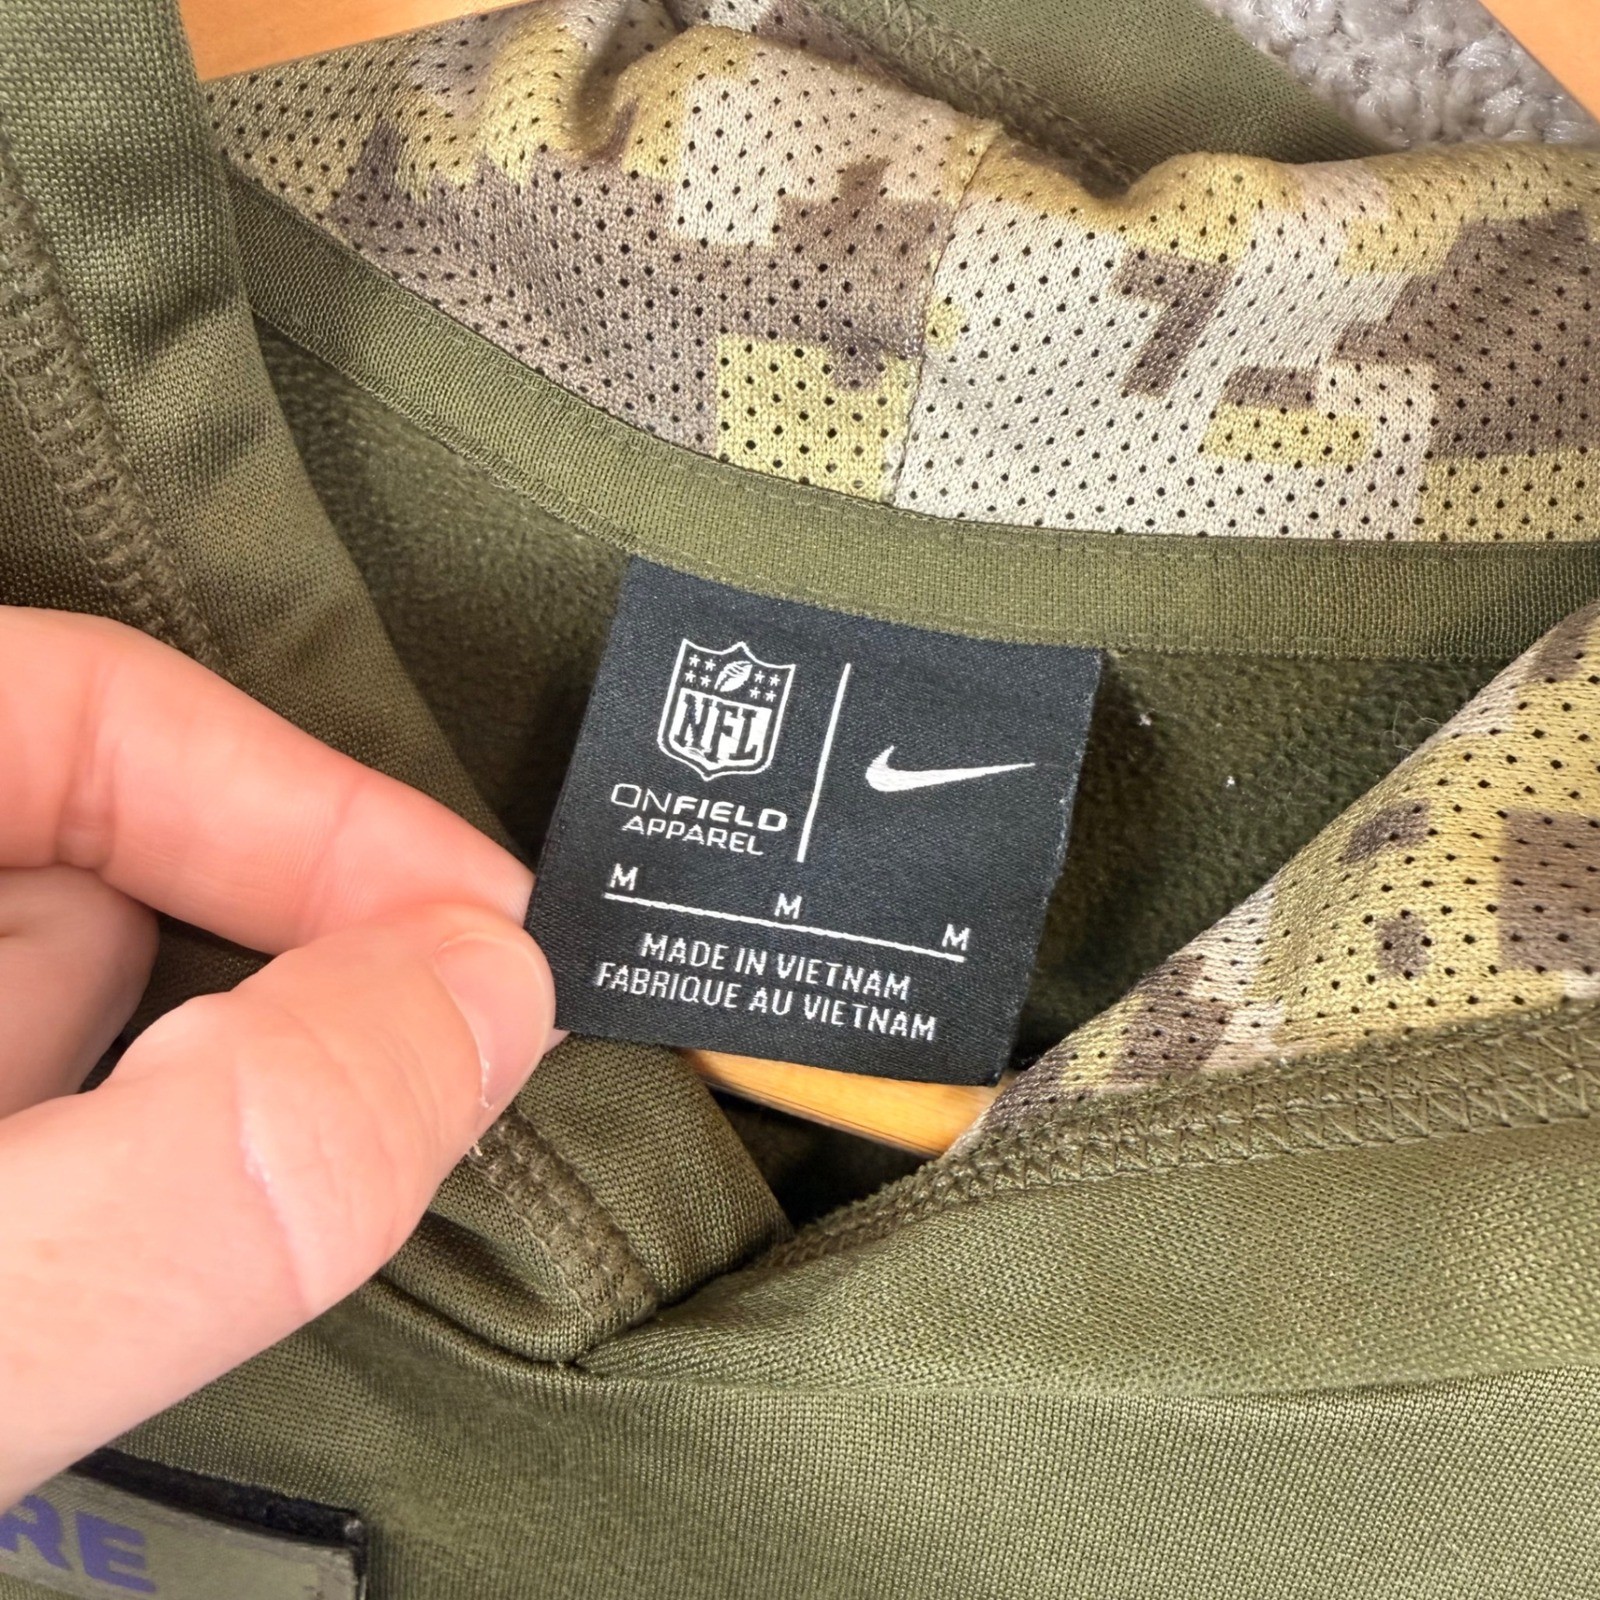 NFL
ONFIELD
APPAREL
M
M
M
MADE IN VIETNAM
FABRIQUE AU VIETNAM
RE